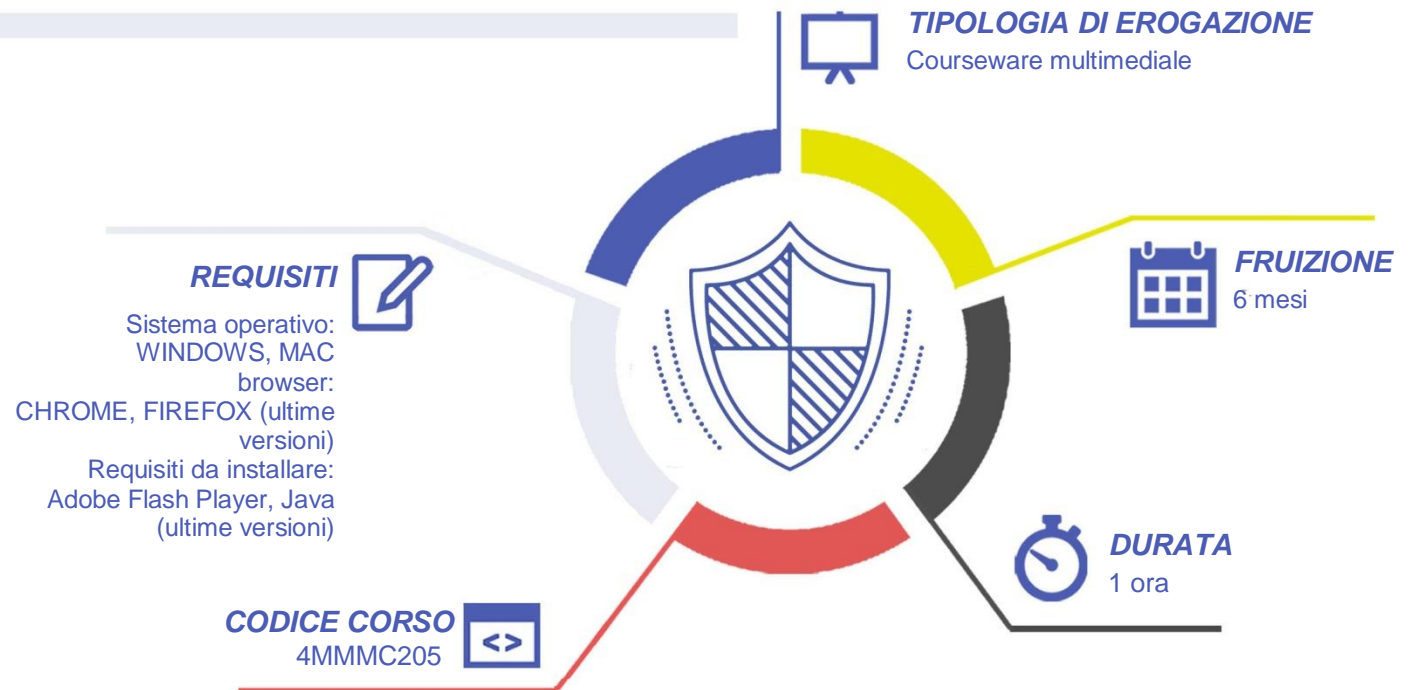 TIPOLOGIA DI EROGAZIONE
Courseware multimediale
REQUISITI
Sistema operativo:
WINDOWS, MAC
browser:
CHROME, FIREFOX (ultime
versioni)
Requisiti da installare:
Adobe Flash Player, Java
(ultime versioni)
FRUIZIONE
6 mesi
DURATA
1 ora
CODICE CORSO
<>
4MMMC205